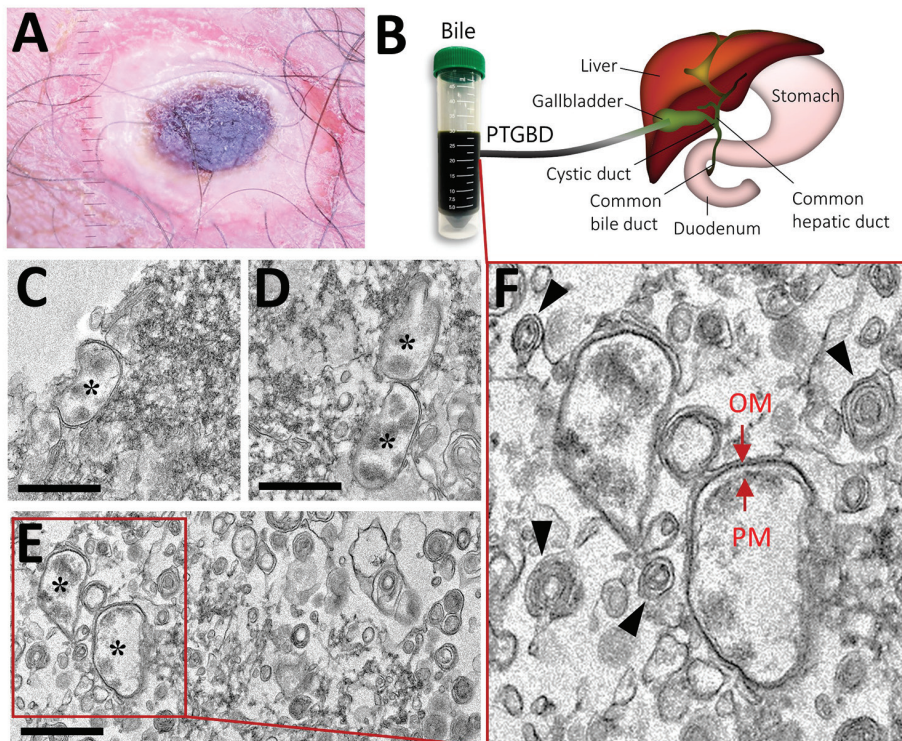 A
B
Bile
Liver
Gallbladder
Stomach
PTGBD
Cystic duct
Common
bile duct
Duodenum
Common
hepatic duct
C
*
D
*
*
E
*
*
F
OM
PM